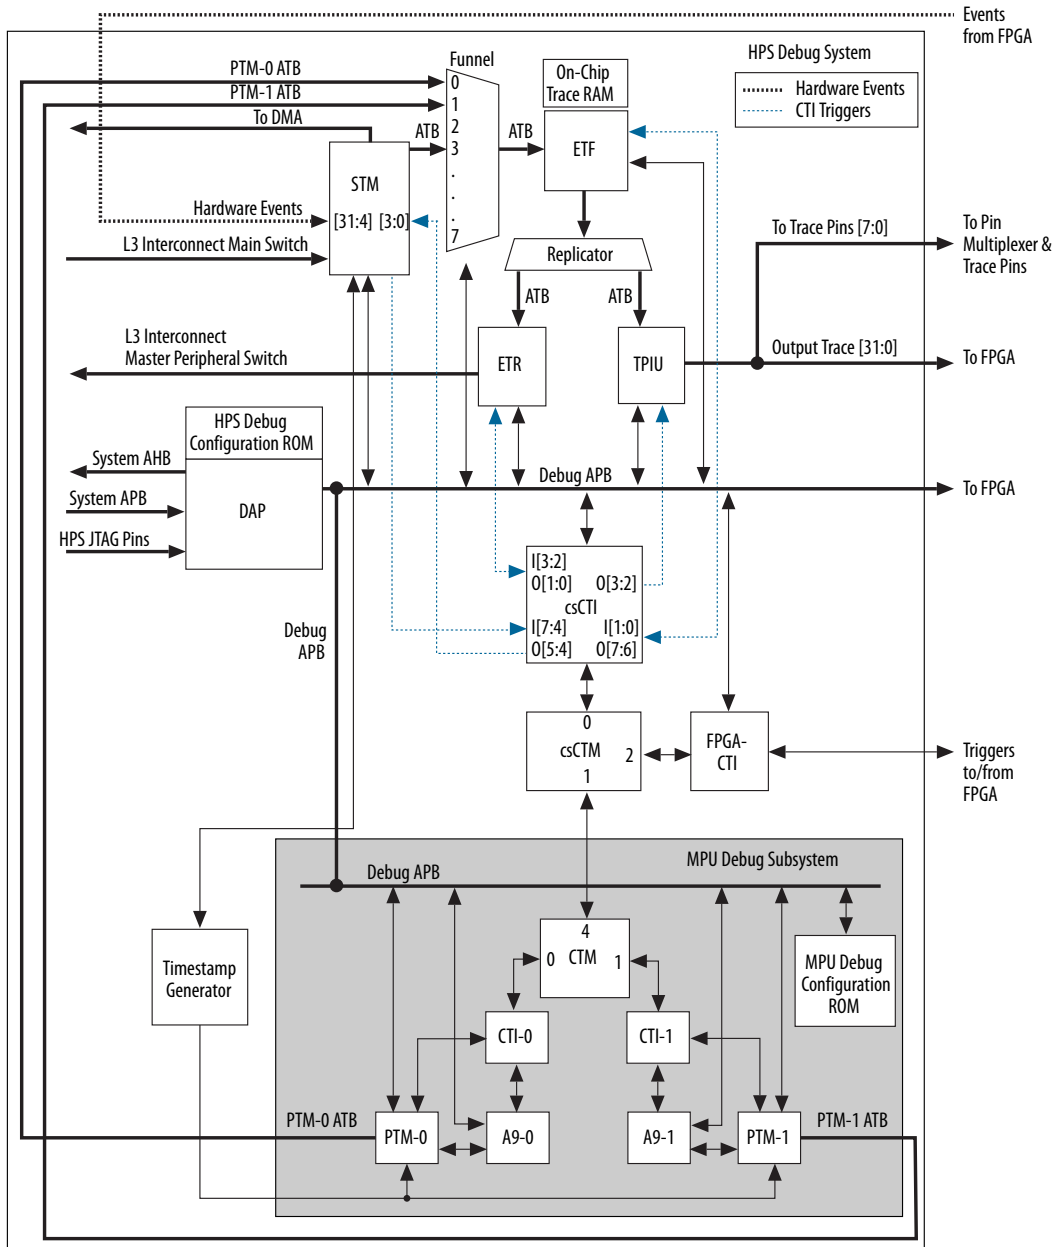 Events
from FPGA
HPS Debug System
Hardware Events
CTI Triggers
Funnel
PTM-0 ATB
0
On-Chip
Trace RAM
PTM-1 ATB
1
To DMA
2
ATB
3
ATB
ETF
.
.
.
7
STM
Hardware Events
[31:4] [3:0]
L3 Interconnect Main Switch
Replicator
To Trace Pins [7:0]
To Pin
Multiplexer &
Trace Pins
ATB
ATB
L3 Interconnect
Master Peripheral Switch
ETR
TPIU
Output Trace [31:0]
To FPGA
HPS Debug
Configuration ROM
System AHB
System APB
DAP
HPS JTAG Pins
Debug APB
To FPGA
I[3:2]
O[1:0]
O[3:2]
csCTI
I[7:4]
I[1:0]
O[5:4]
O[7:6]
Debug
APB
0
csCTM
2
1
FPGA-
CTI
Triggers
to/from
FPGA
MPU Debug Subsystem
Debug APB
4
0
CTM
1
Timestamp
Generator
MPU Debug
Configuration
ROM
CTI-0
CTI-1
PTM-0 ATB
PTM-0
A9-0
A9-1
PTM-1
PTM-1 ATB